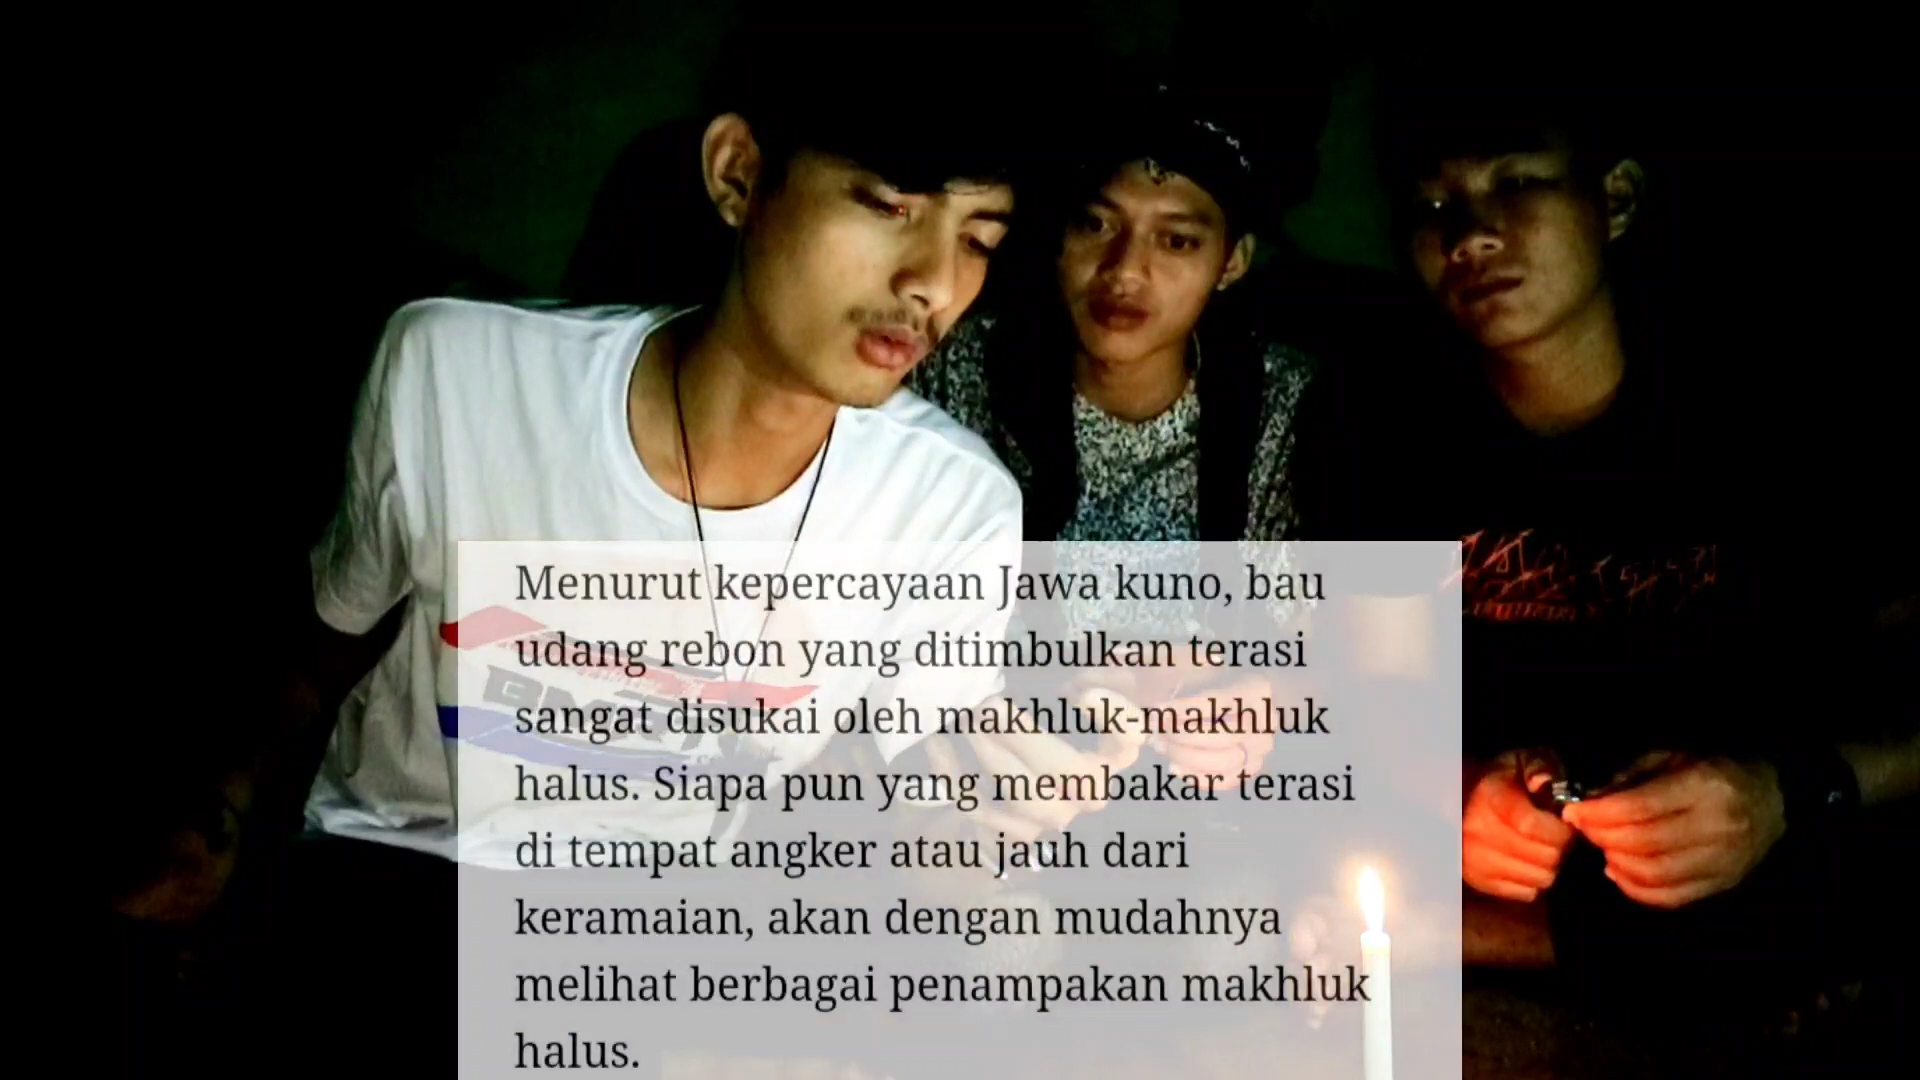 Menurut kepercayaan Jawa kuno, bau
udang rebon yang ditimbulkan terasi
sangat disukai oleh makhluk-makhluk
halus. Siapa pun yang membakar terasi
di tempat angker atau jauh dari
keramaian, akan dengan mudahnya
melihat berbagai penampakan makhluk
halus.